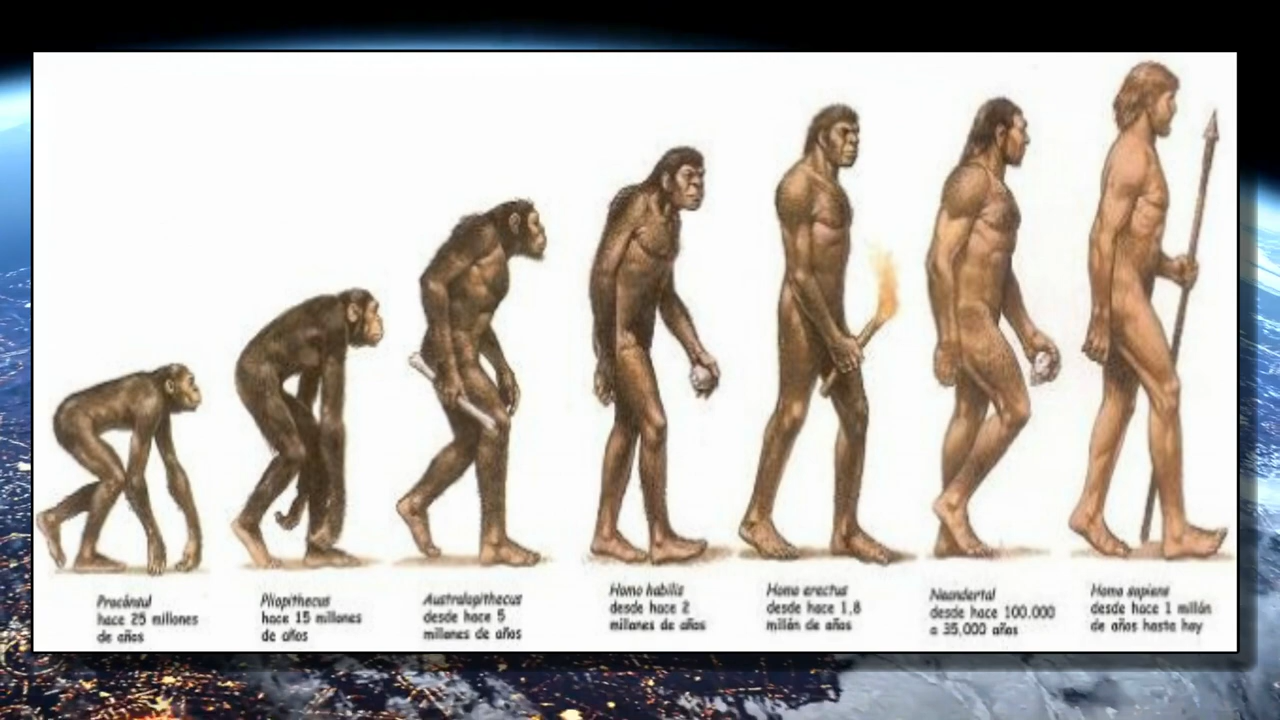 Procónsul
hace 25 millones
de años
Pliopithecus
hace 15 millones
de años
Australopithecus
desde hace 5
millones de años
Homo habilis
desde hace 2
millones de años
Homo erectus
desde hace 1,8
millón de años
Neandertal
desde hace 100.000
a 35.000 años
Homo sapiens
desde hace 1 millón
de años hasta hoy